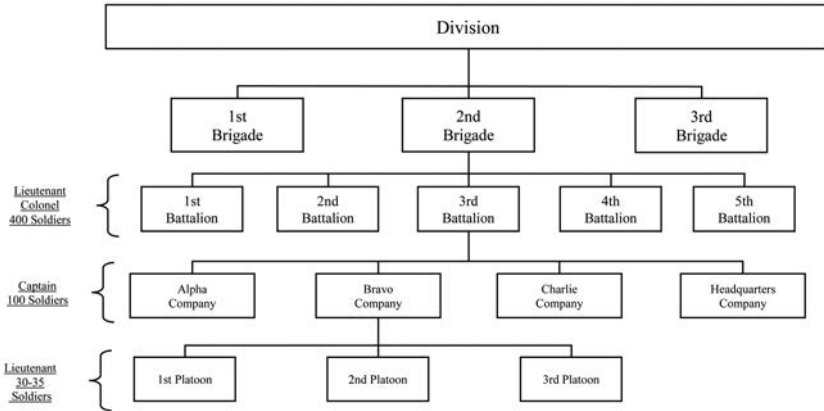 Division
1st
Brigade
2nd
Brigade
3rd
Brigade
Lieutenant
Colonel
400 Soldiers
1st
Battalion
2nd
Battalion
3rd
Battalion
4th
Battalion
5th
Battalion
Captain
100 Soldiers
Alpha
Company
Bravo
Company
Charlie
Company
Headquarters
Company
Lieutenant
30-35
Soldiers
1st Platoon
2nd Platoon
3rd Platoon